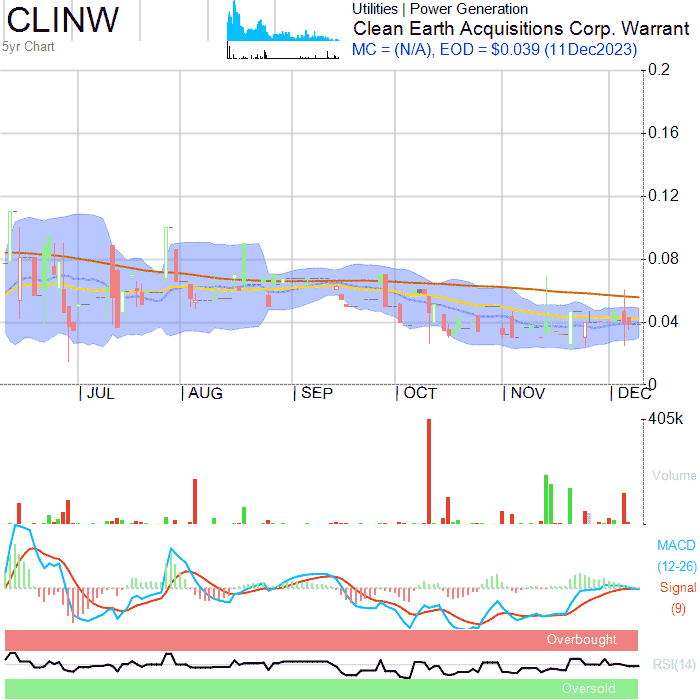 CLINW
5yr Chart
Utilities | Power Generation
Clean Earth Acquisitions Corp. Warrant
MC = (N/A), EOD = $0.039 (11Dec2023)
0.2
0.16
0.12
0.08
0.04
0
JUL
AUG
SEP
OCT
NOV
DEC
405k
Volume
MACD
(12-26)
Signal
(9)
Overbought
RSI(14)
Oversold